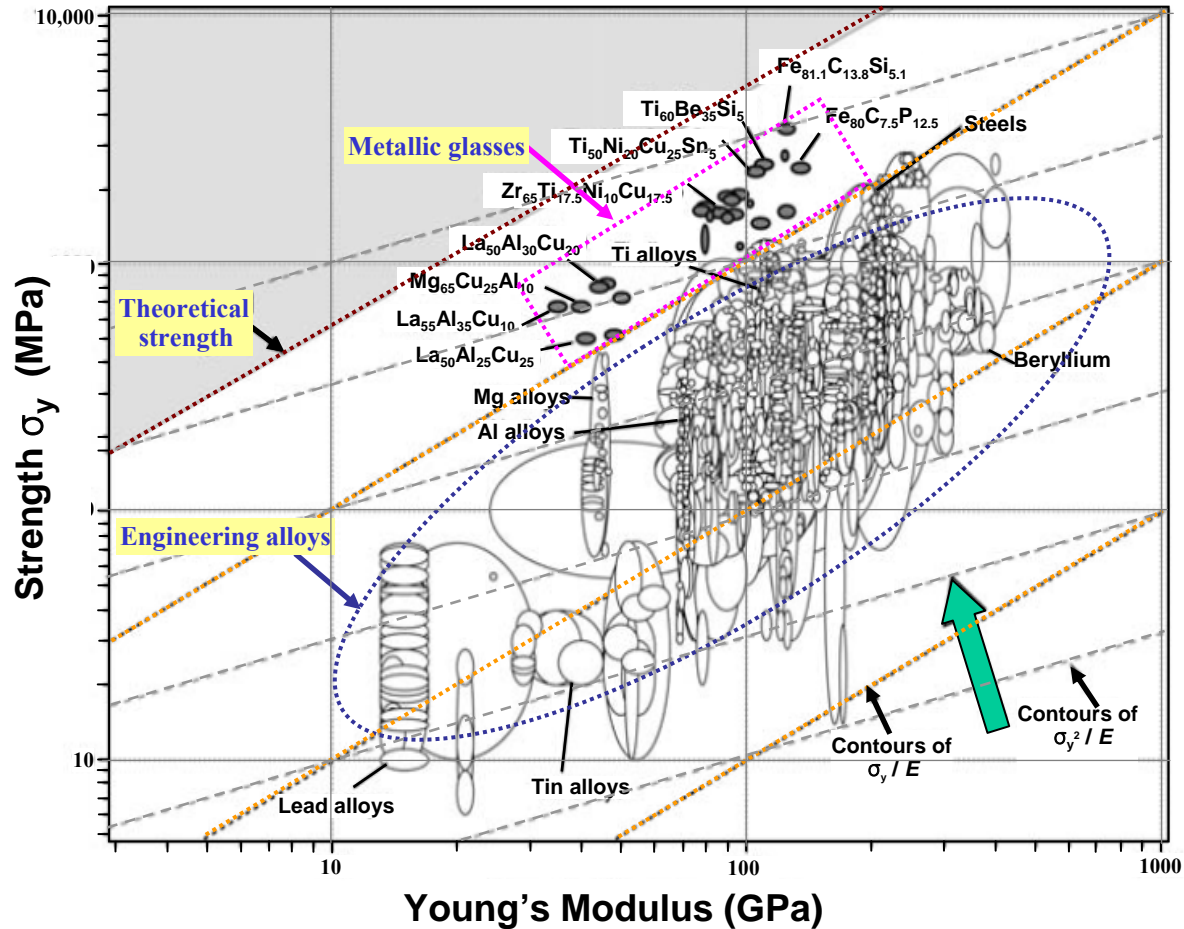 10,000
Fe81.1C13.8Si5.1
Ti60Be35Si5
Fe80C7.5P12.5
Steels
Metallic glasses
Ti50Ni20Cu25Sn5
Zr65Ti17.5Ni10Cu17.5
La50Al30Cu20
Ti alloys
Mg65Cu25Al10
Theoretical
strength
La55Al35Cu10
La50Al25Cu25
Beryllium
Mg alloys
Al alloys
Engineering alloys
Contours of
σy² / E
Contours of
σy / E
10
Tin alloys
Lead alloys
10
100
1000
Strength σy (MPa)
Young's Modulus (GPa)